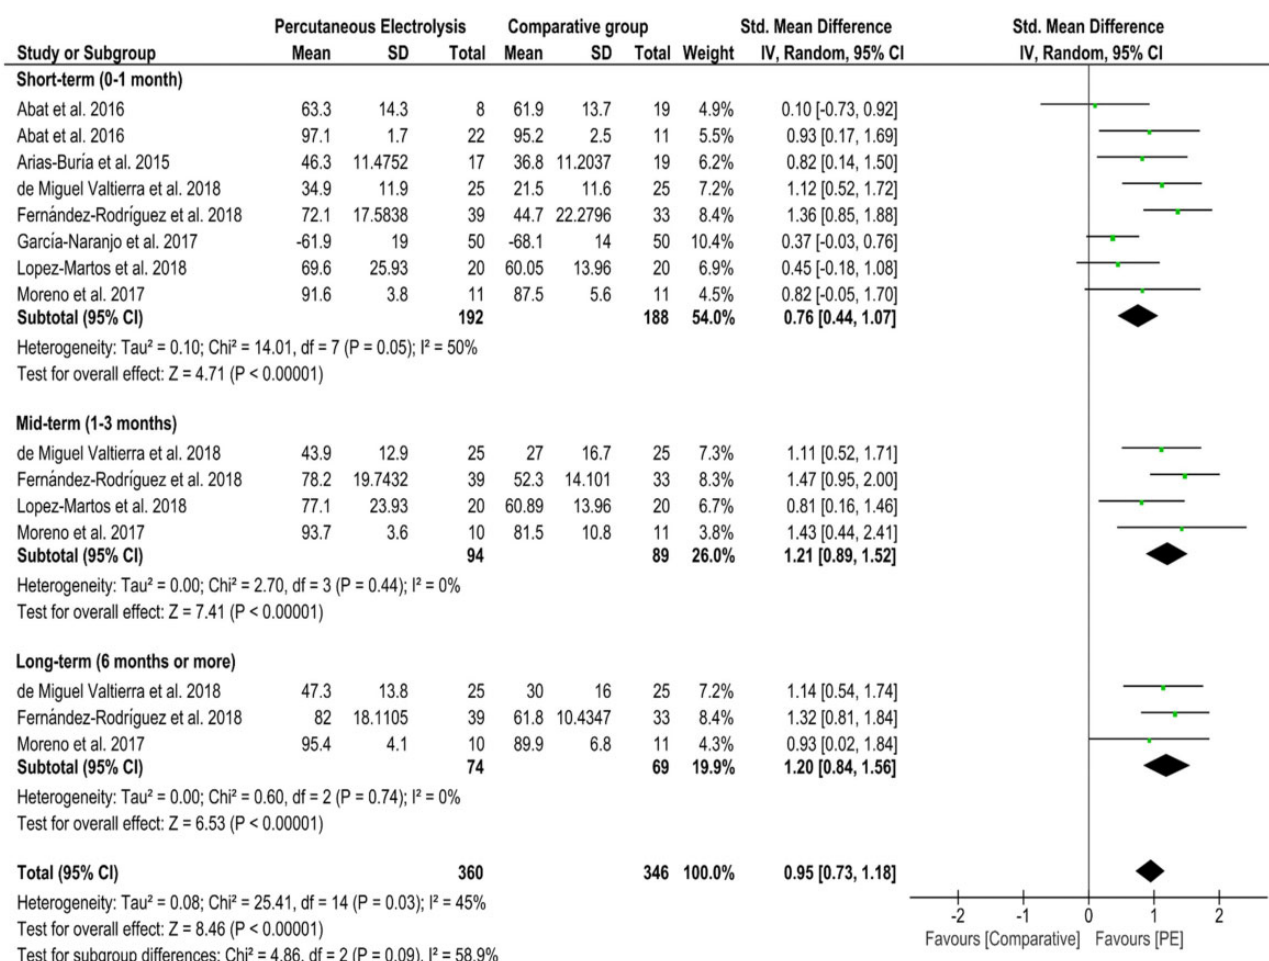 Percutaneous Electrolysis Comparative group Std. Mean Difference Std. Mean Difference
Study or Subgroup Mean SD Total Mean SD Total Weight IV, Random, 95% CI IV, Random, 95% CI
Short-term (0-1 month)
Abat et al. 2016 63.3 14.3 8 61.9 13.7 19 4.9% 0.10 [-0.73, 0.92]
Abat et al. 2016 97.1 1.7 22 95.2 2.5 11 5.5% 0.93 [0.17, 1.69]
Arias-Buría et al. 2015 46.3 11.4752 17 36.8 11.2037 19 6.2% 0.82 [0.14, 1.50]
de Miguel Valtierra et al. 2018 34.9 11.9 25 21.5 11.6 25 7.2% 1.12 [0.52, 1.72]
Fernández-Rodríguez et al. 2018 72.1 17.5838 39 44.7 22.2796 33 8.4% 1.36 [0.85, 1.88]
García-Naranjo et al. 2017 -61.9 19 50 -68.1 14 50 10.4% 0.37 [-0.03, 0.76]
Lopez-Martos et al. 2018 69.6 25.93 20 60.05 13.96 20 6.9% 0.45 [-0.18, 1.08]
Moreno et al. 2017 91.6 3.8 11 87.5 5.6 11 4.5% 0.82 [-0.05, 1.70]
Subtotal (95% CI) 192 188 54.0% 0.76 [0.44, 1.07]
Heterogeneity: Tau² = 0.10; Chi² = 14.01, df = 7 (P = 0.05); I² = 50%
Test for overall effect: Z = 4.71 (P < 0.00001)
Mid-term (1-3 months)
de Miguel Valtierra et al. 2018 43.9 12.9 25 27 16.7 25 7.3% 1.11 [0.52, 1.71]
Fernández-Rodríguez et al. 2018 78.2 19.7432 39 52.3 14.101 33 8.3% 1.47 [0.95, 2.00]
Lopez-Martos et al. 2018 77.1 23.93 20 60.89 13.96 20 6.7% 0.81 [0.16, 1.46]
Moreno et al. 2017 93.7 3.6 10 81.5 10.8 11 3.8% 1.43 [0.44, 2.41]
Subtotal (95% CI) 94 89 26.0% 1.21 [0.89, 1.52]
Heterogeneity: Tau² = 0.00; Chi² = 2.70, df = 3 (P = 0.44); I² = 0%
Test for overall effect: Z = 7.41 (P < 0.00001)
Long-term (6 months or more)
de Miguel Valtierra et al. 2018 47.3 13.8 25 30 16 25 7.2% 1.14 [0.54, 1.74]
Fernández-Rodríguez et al. 2018 82 18.1105 39 61.8 10.4347 33 8.4% 1.32 [0.81, 1.84]
Moreno et al. 2017 95.4 4.1 10 89.9 6.8 11 4.3% 0.93 [0.02, 1.84]
Subtotal (95% CI) 74 69 19.9% 1.20 [0.84, 1.56]
Heterogeneity: Tau² = 0.00; Chi² = 0.60, df = 2 (P = 0.74); I² = 0%
Test for overall effect: Z = 6.53 (P < 0.00001)
Total (95% CI) 360 346 100.0% 0.95 [0.73, 1.18]
Heterogeneity: Tau² = 0.08; Chi² = 25.41, df = 14 (P = 0.03); I² = 45%
Test for overall effect: Z = 8.46 (P < 0.00001)
Test for subgroup differences: Chi² = 4.86, df = 2 (P = 0.09), I² = 58.9%
-2 -1 0 1 2
Favours [Comparative] Favours [PE]